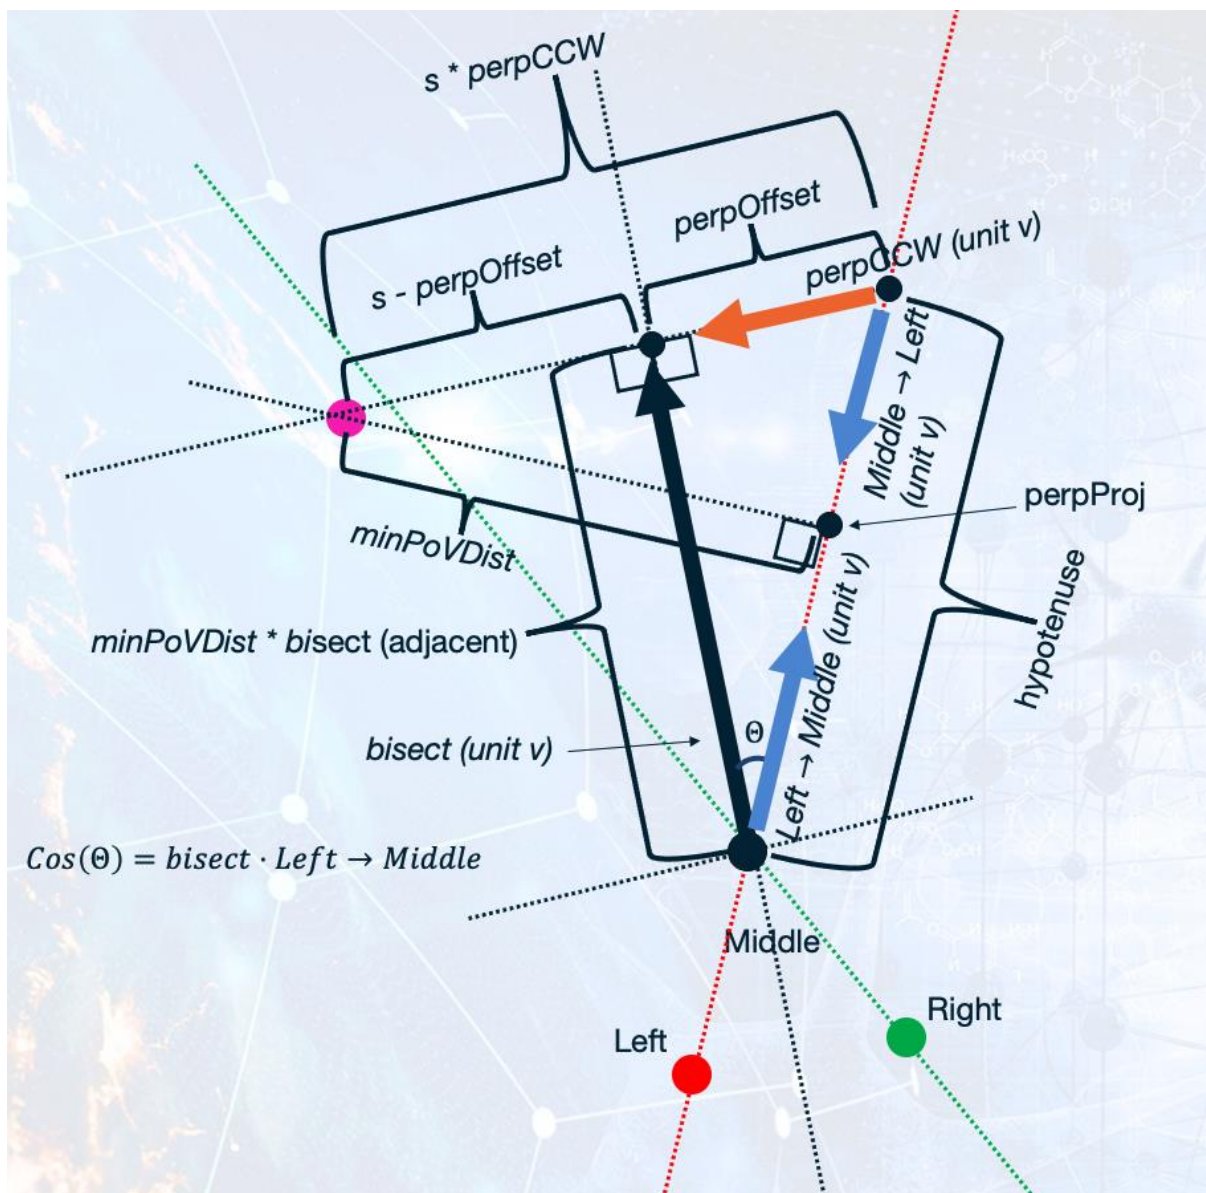 s * perpCCW
perpOffset
s - perpOffset
perpCCW (unit v)
Middle → Left
(unit v)
perpProj
minPoVDist
Left → Middle (unit v)
hypotenuse
minPoVDist * bisect (adjacent)
bisect (unit v)
Θ
Cos(Θ) = bisect · Left → Middle
Middle
Right
Left